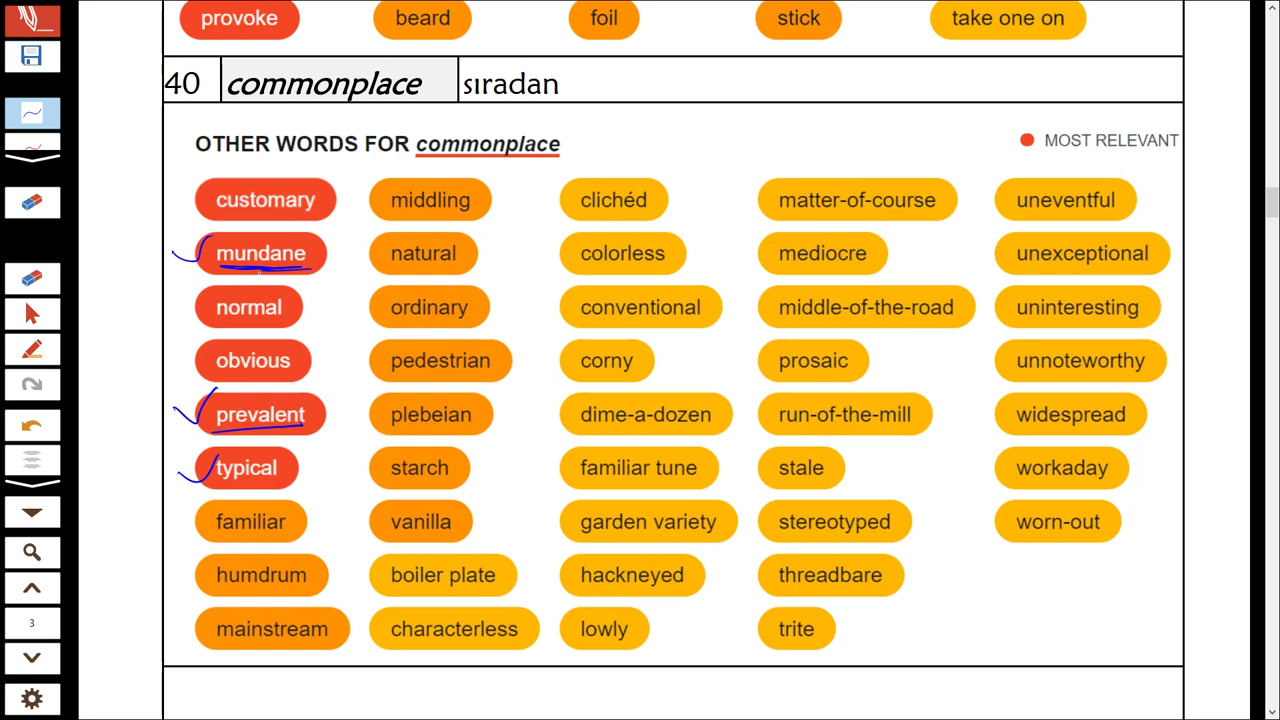 provoke beard foil stick take one on
40 commonplace sıradan
OTHER WORDS FOR commonplace MOST RELEVANT
customary middling clichéd matter-of-course uneventful
mundane natural colorless mediocre unexceptional
normal ordinary conventional middle-of-the-road uninteresting
obvious pedestrian corny prosaic unnoteworthy
prevalent plebeian dime-a-dozen run-of-the-mill widespread
typical starch familiar tune stale workaday
familiar vanilla garden variety stereotyped worn-out
humdrum boiler plate hackneyed threadbare
mainstream characterless lowly trite
3